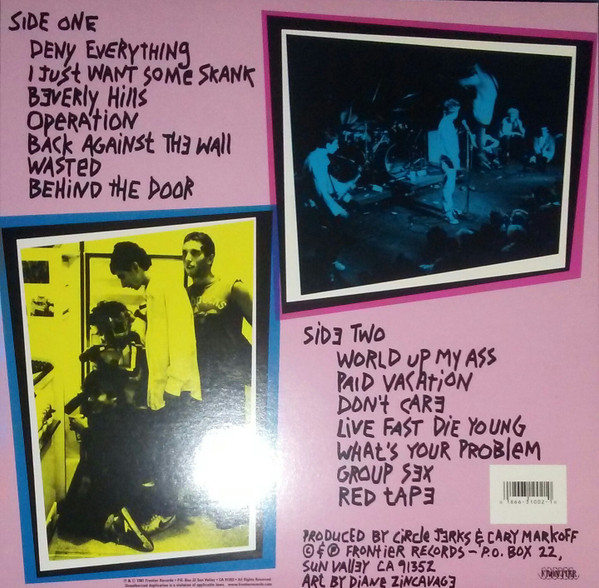 SIDE ONE
DENY EVERYTHING
I JUST WANT SOME SKANK
BEVERLY HILLS
OPERATION
BACK AGAINST THE WALL
WASTED
BEHIND THE DOOR
SIDE TWO
WORLD UP MY ASS
PAID VACATION
DON'T CARE
LIVE FAST DIE YOUNG
WHAT'S YOUR PROBLEM
GROUP SEX
RED TAPE
PRODUCED BY CIRCLE JERKS & CARY MARKOFF
© & ℗ FRONTIER RECORDS – P.O. BOX 22,
SUN VALLEY CA 91352
ART BY DIANE ZINCAVAGE